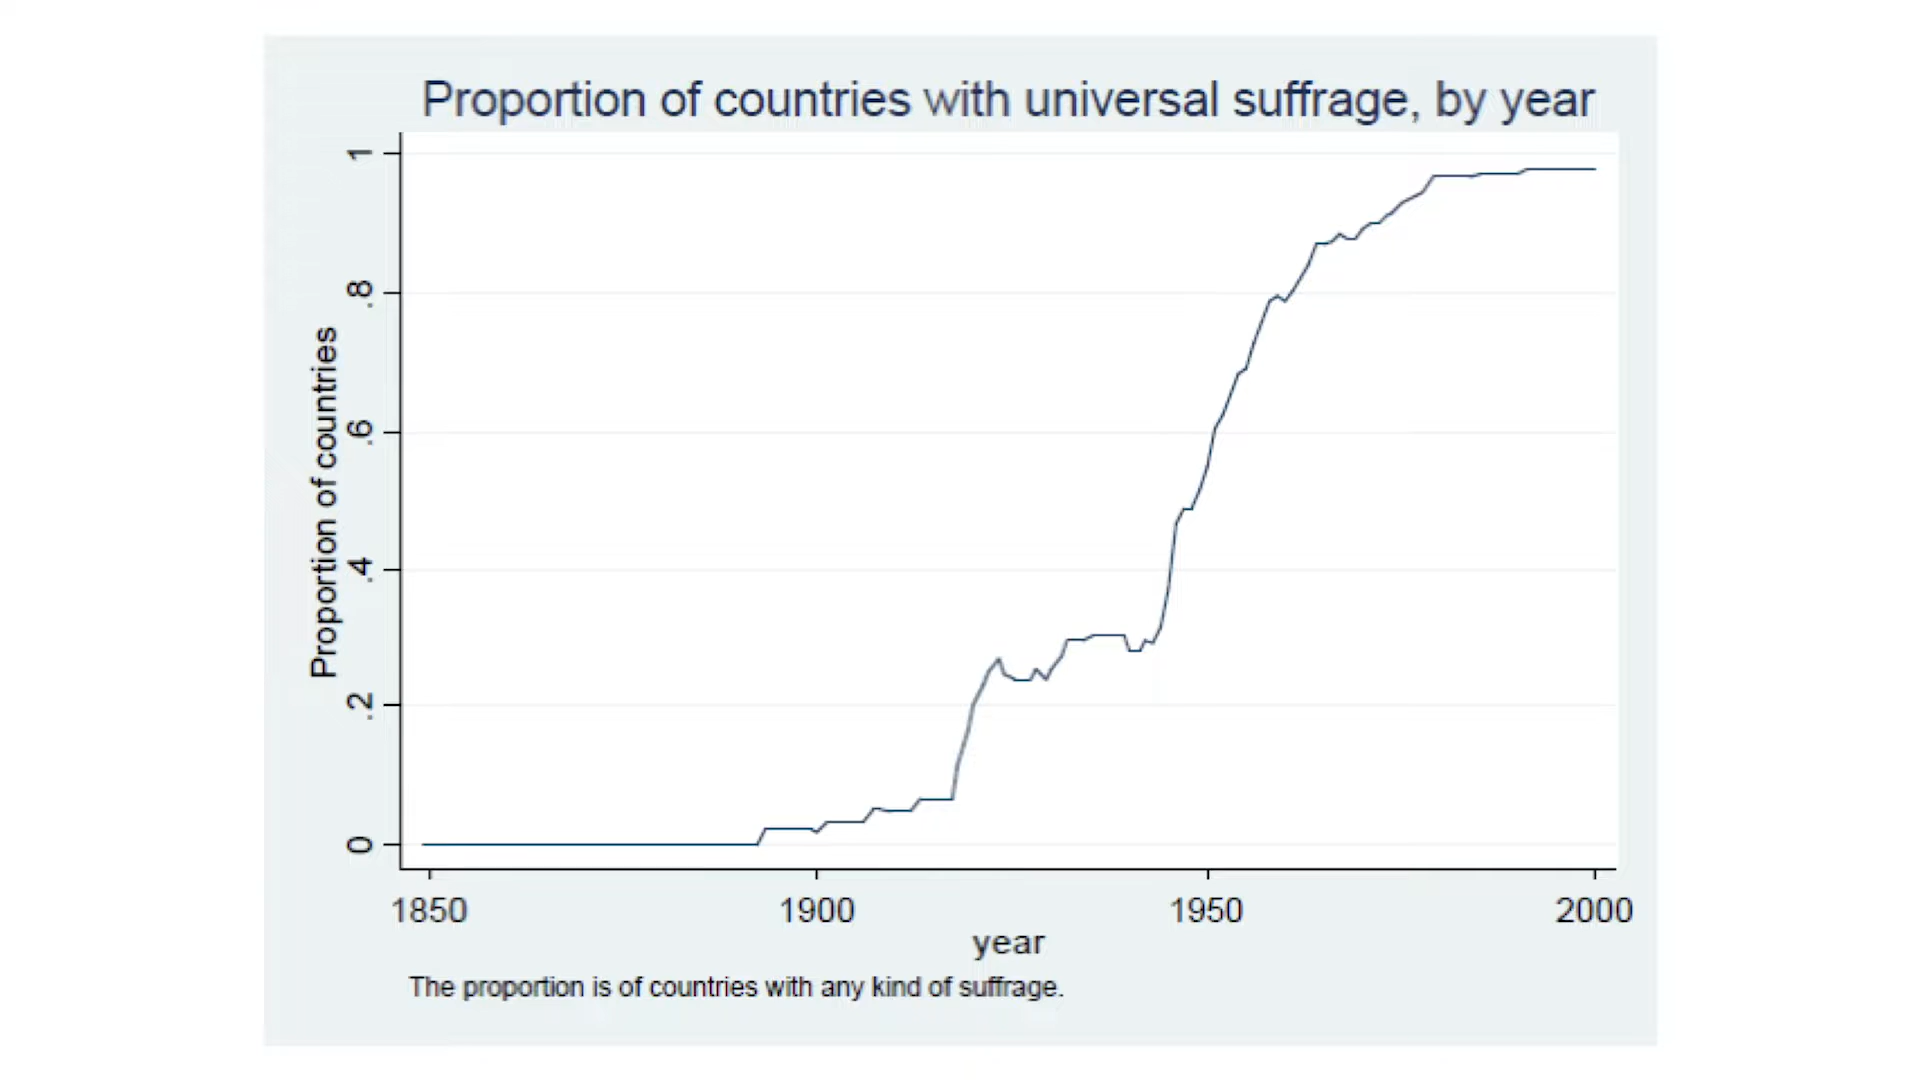 Proportion of countries with universal suffrage, by year
Proportion of countries
1
.8
.6
.4
.2
0
1850 1900 1950 2000
year
The proportion is of countries with any kind of suffrage.